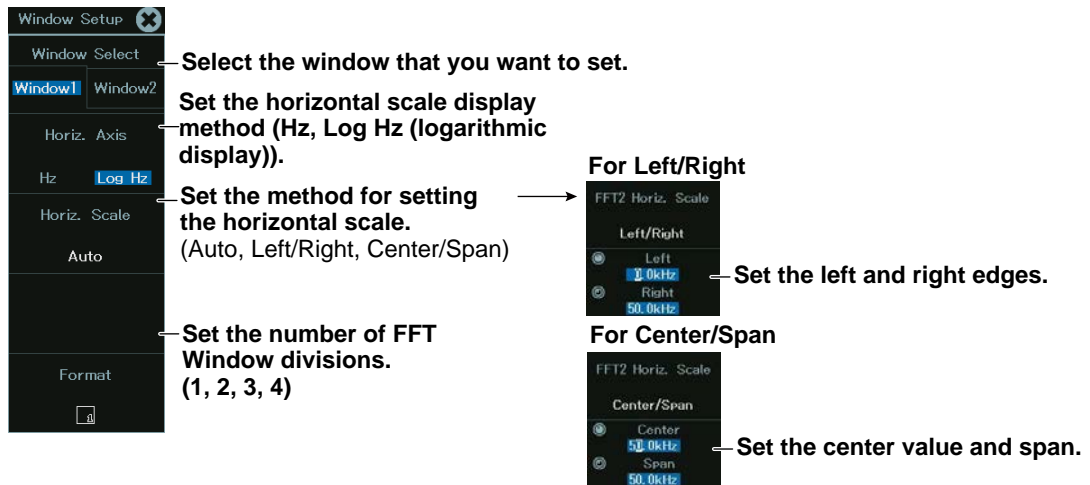 Window Setup
Window Select
Window1 Window2
Horiz. Axis
Hz Log Hz
Horiz. Scale
Auto
Format
Select the window that you want to set.
Set the horizontal scale display
method (Hz, Log Hz (logarithmic
display)).
Set the method for setting
the horizontal scale.
(Auto, Left/Right, Center/Span)
Set the number of FFT
Window divisions.
(1, 2, 3, 4)
For Left/Right
FFT2 Horiz. Scale
Left/Right
Left
0.0kHz
Right
50.0kHz
Set the left and right edges.
For Center/Span
FFT2 Horiz. Scale
Center/Span
Center
50.0kHz
Span
50.0kHz
Set the center value and span.